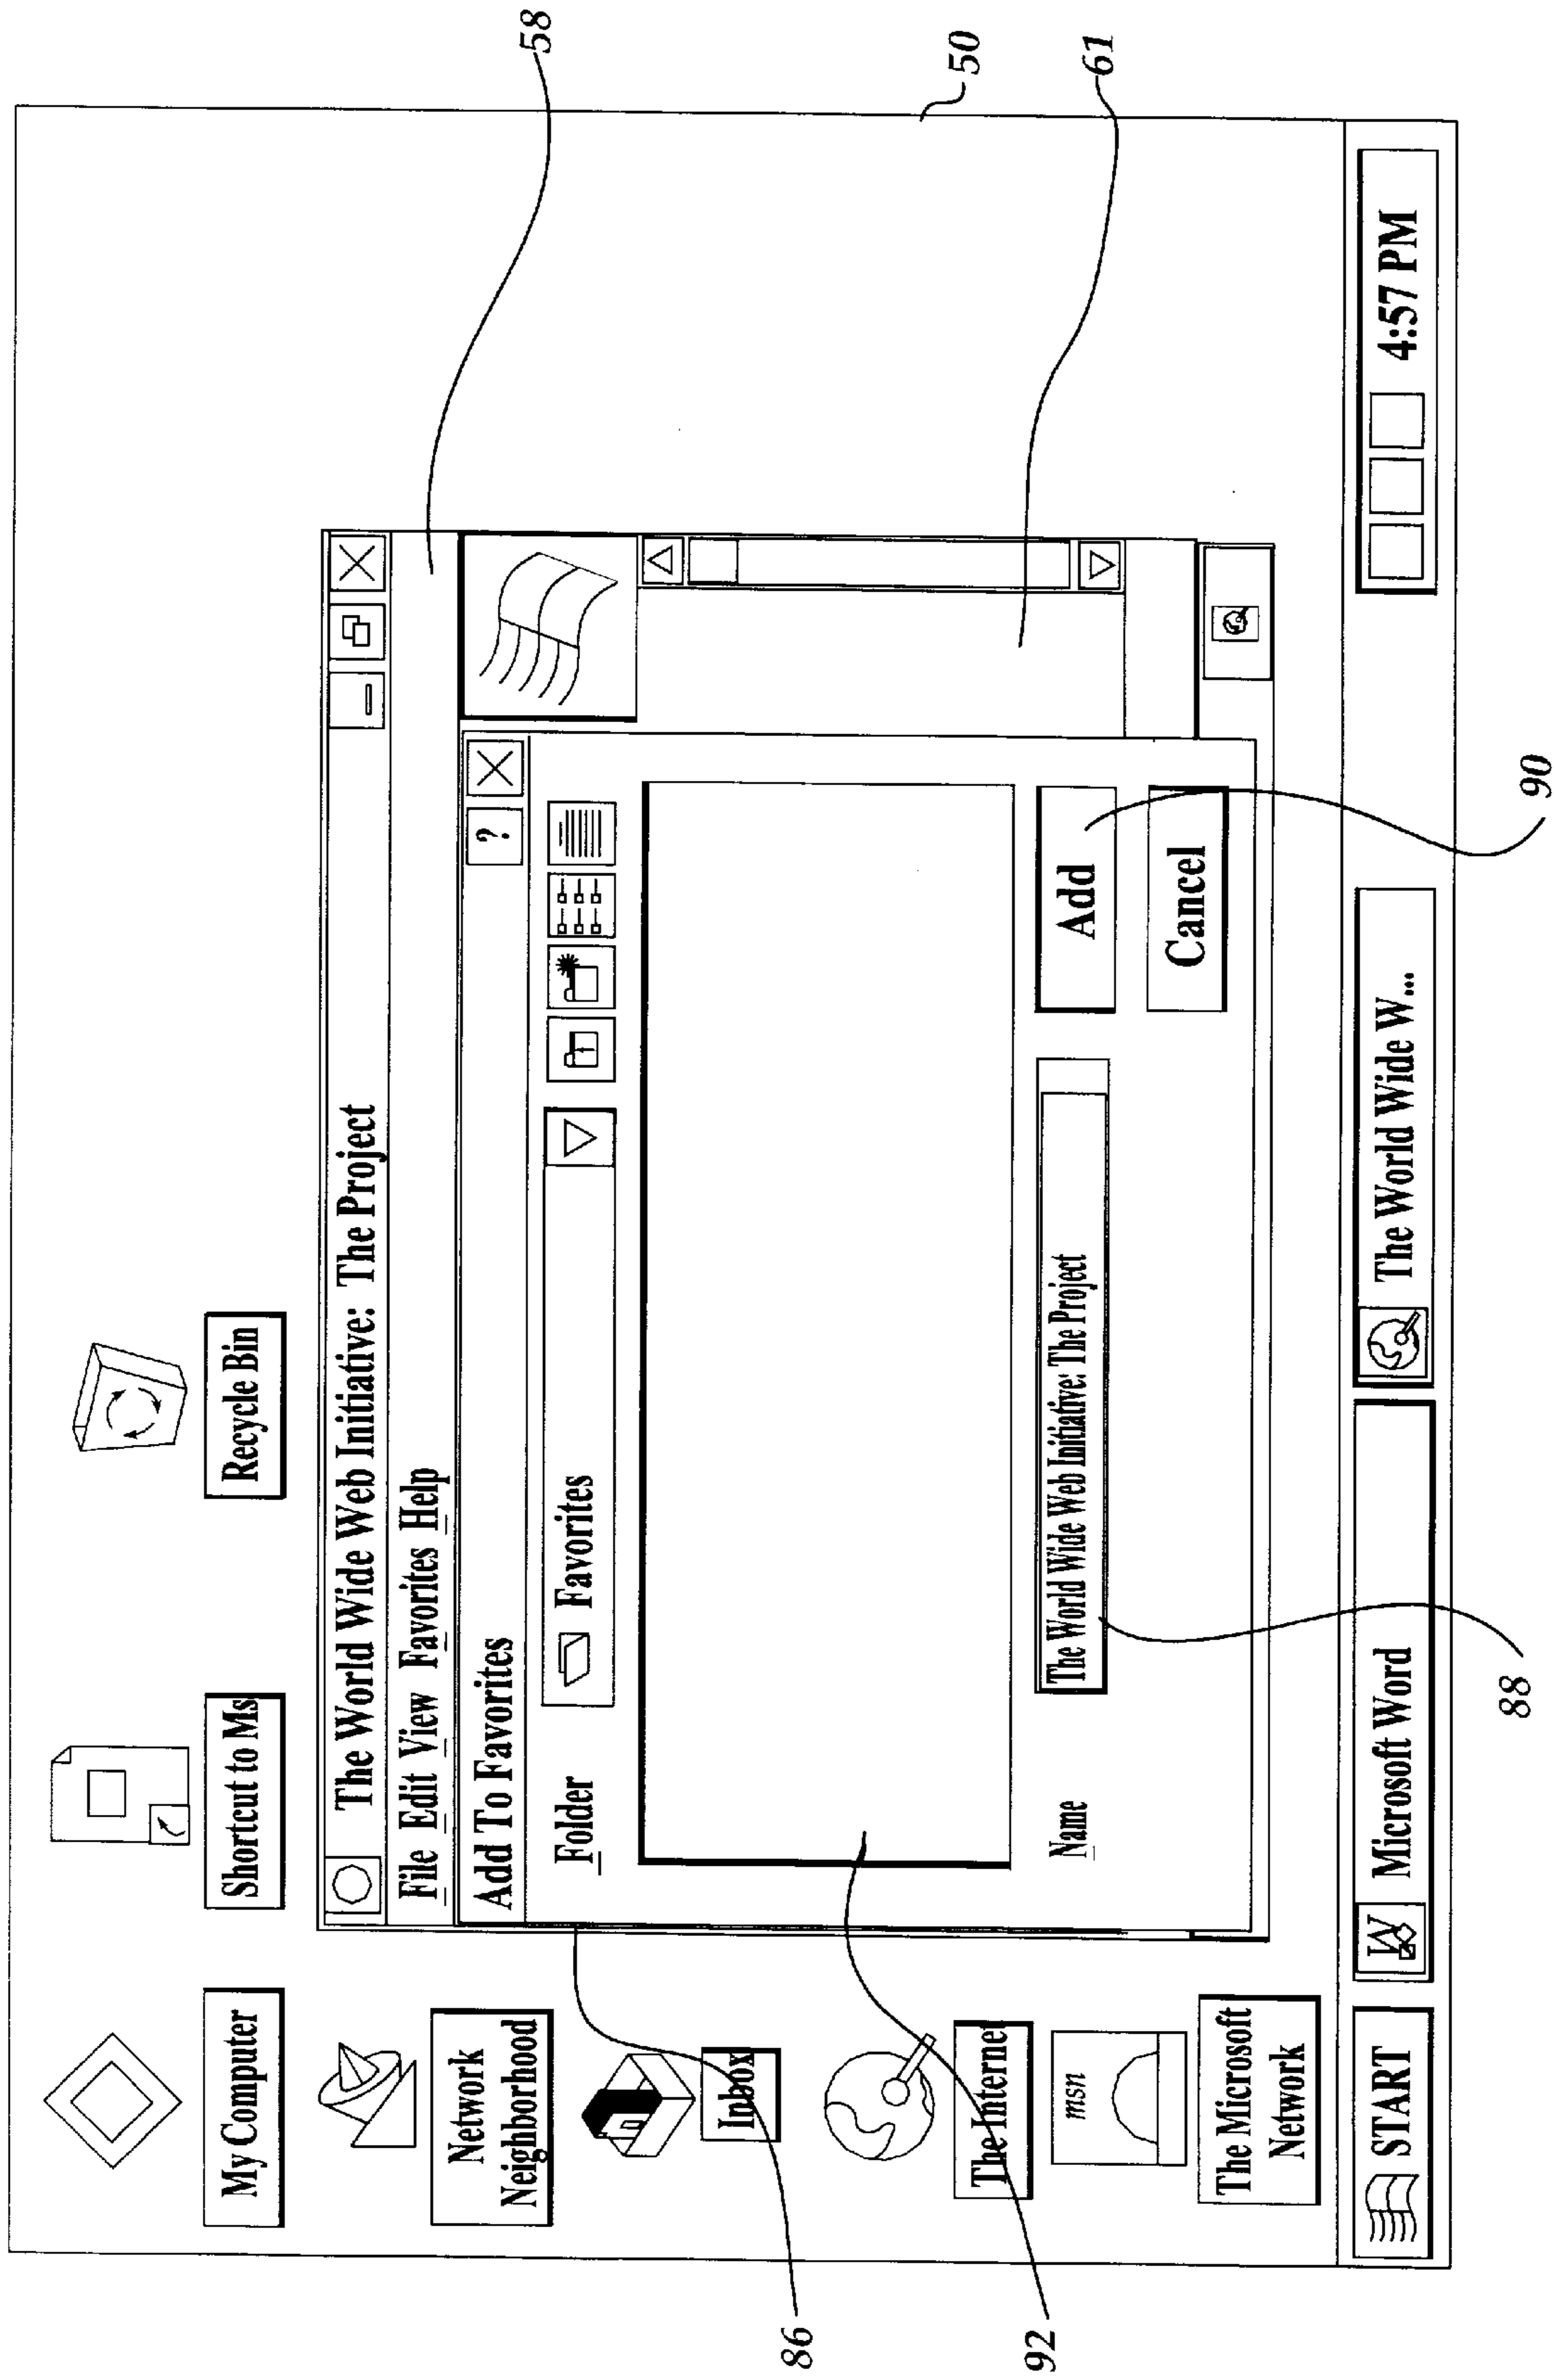 58
50
61
My Computer
Shortcut to Ms
Recycle Bin
The World Wide Web Initiative: The Project
File Edit View Favorites Help
Add To Favorites
?
Folder
Favorites
Name
The World Wide Web Initiative: The Project
Add
Cancel
Network
Neighborhood
Inbox
The Internet
msn
The Microsoft
Network
START
W
Microsoft Word
The World Wide W...
4:57 PM
86
92
88
90